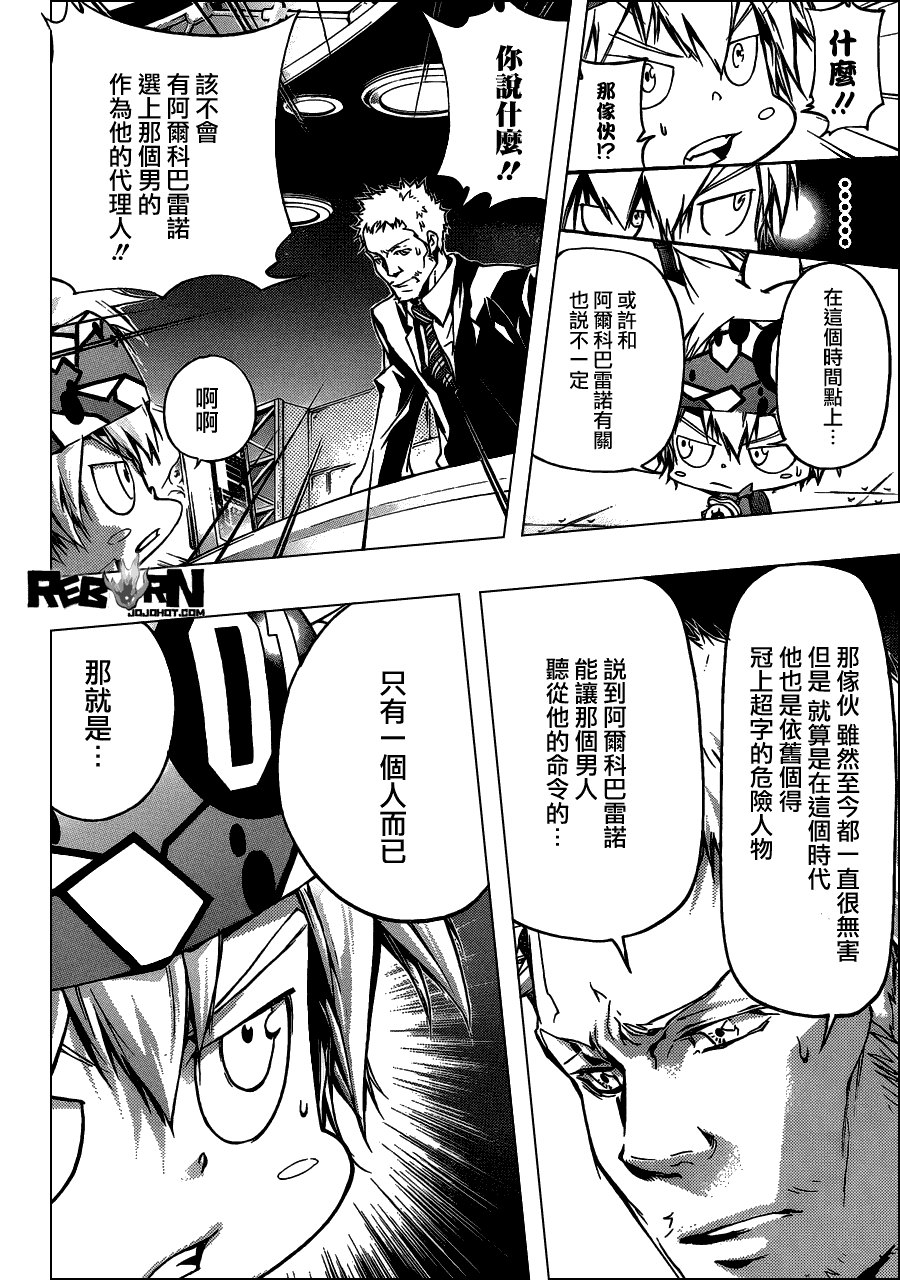 什麼!!
那傢伙!?
……
在這個時間點上…
或許和
阿爾科巴雷諾有關
也説不一定
你說什麼!!
該不會
有阿爾科巴雷諾
選上那個男的
作為他的代理人!!
啊啊
REBORN
JOJOHOT.COM
那傢伙 雖然至今都一直很無害
但是 就算是在這個時代
他也是依舊個得
冠上超字的危險人物
説到阿爾科巴雷諾
能讓那個男人
聽從他的命令的…
只有一個人而已
那就是…